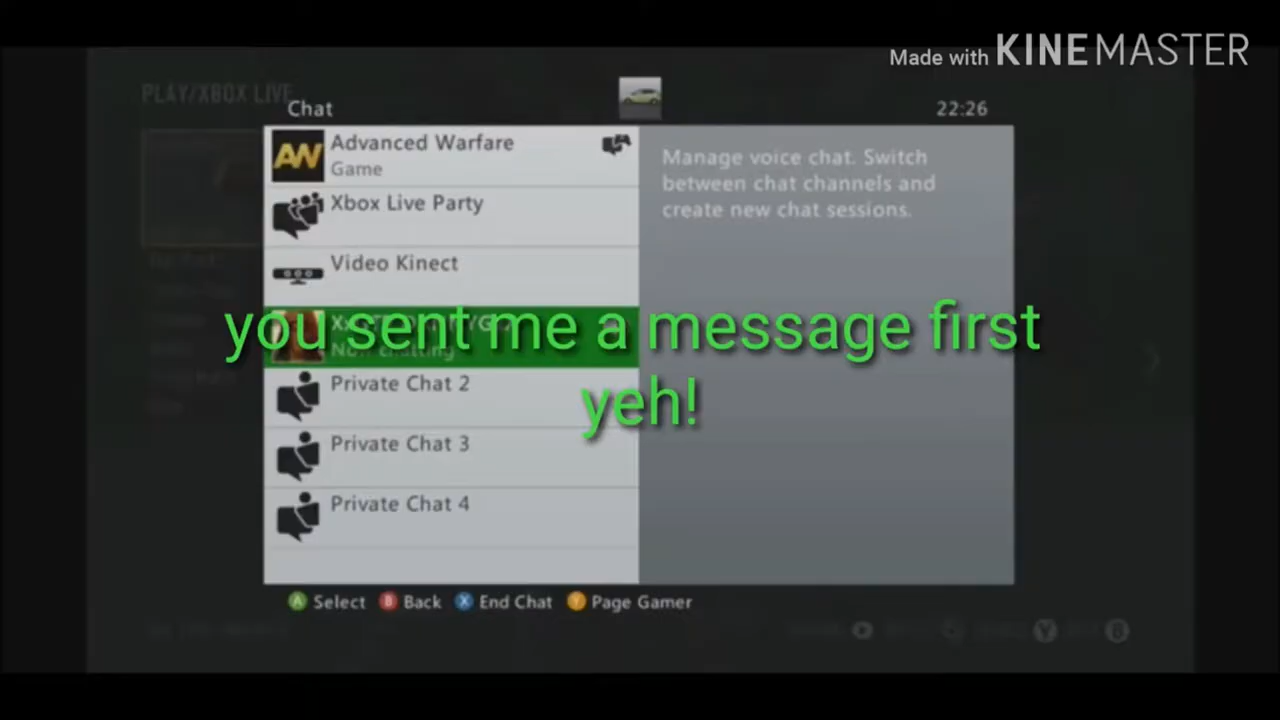 Made with KINEMASTER
PLAY/XBOX LIVE
Chat
22:26
Advanced Warfare
Game
Manage voice chat. Switch
between chat channels and
create new chat sessions.
Xbox Live Party
Video Kinect
you sent me a message first
yeh!
Now chatting
Private Chat 2
Private Chat 3
Private Chat 4
A Select B Back X End Chat Y Page Gamer